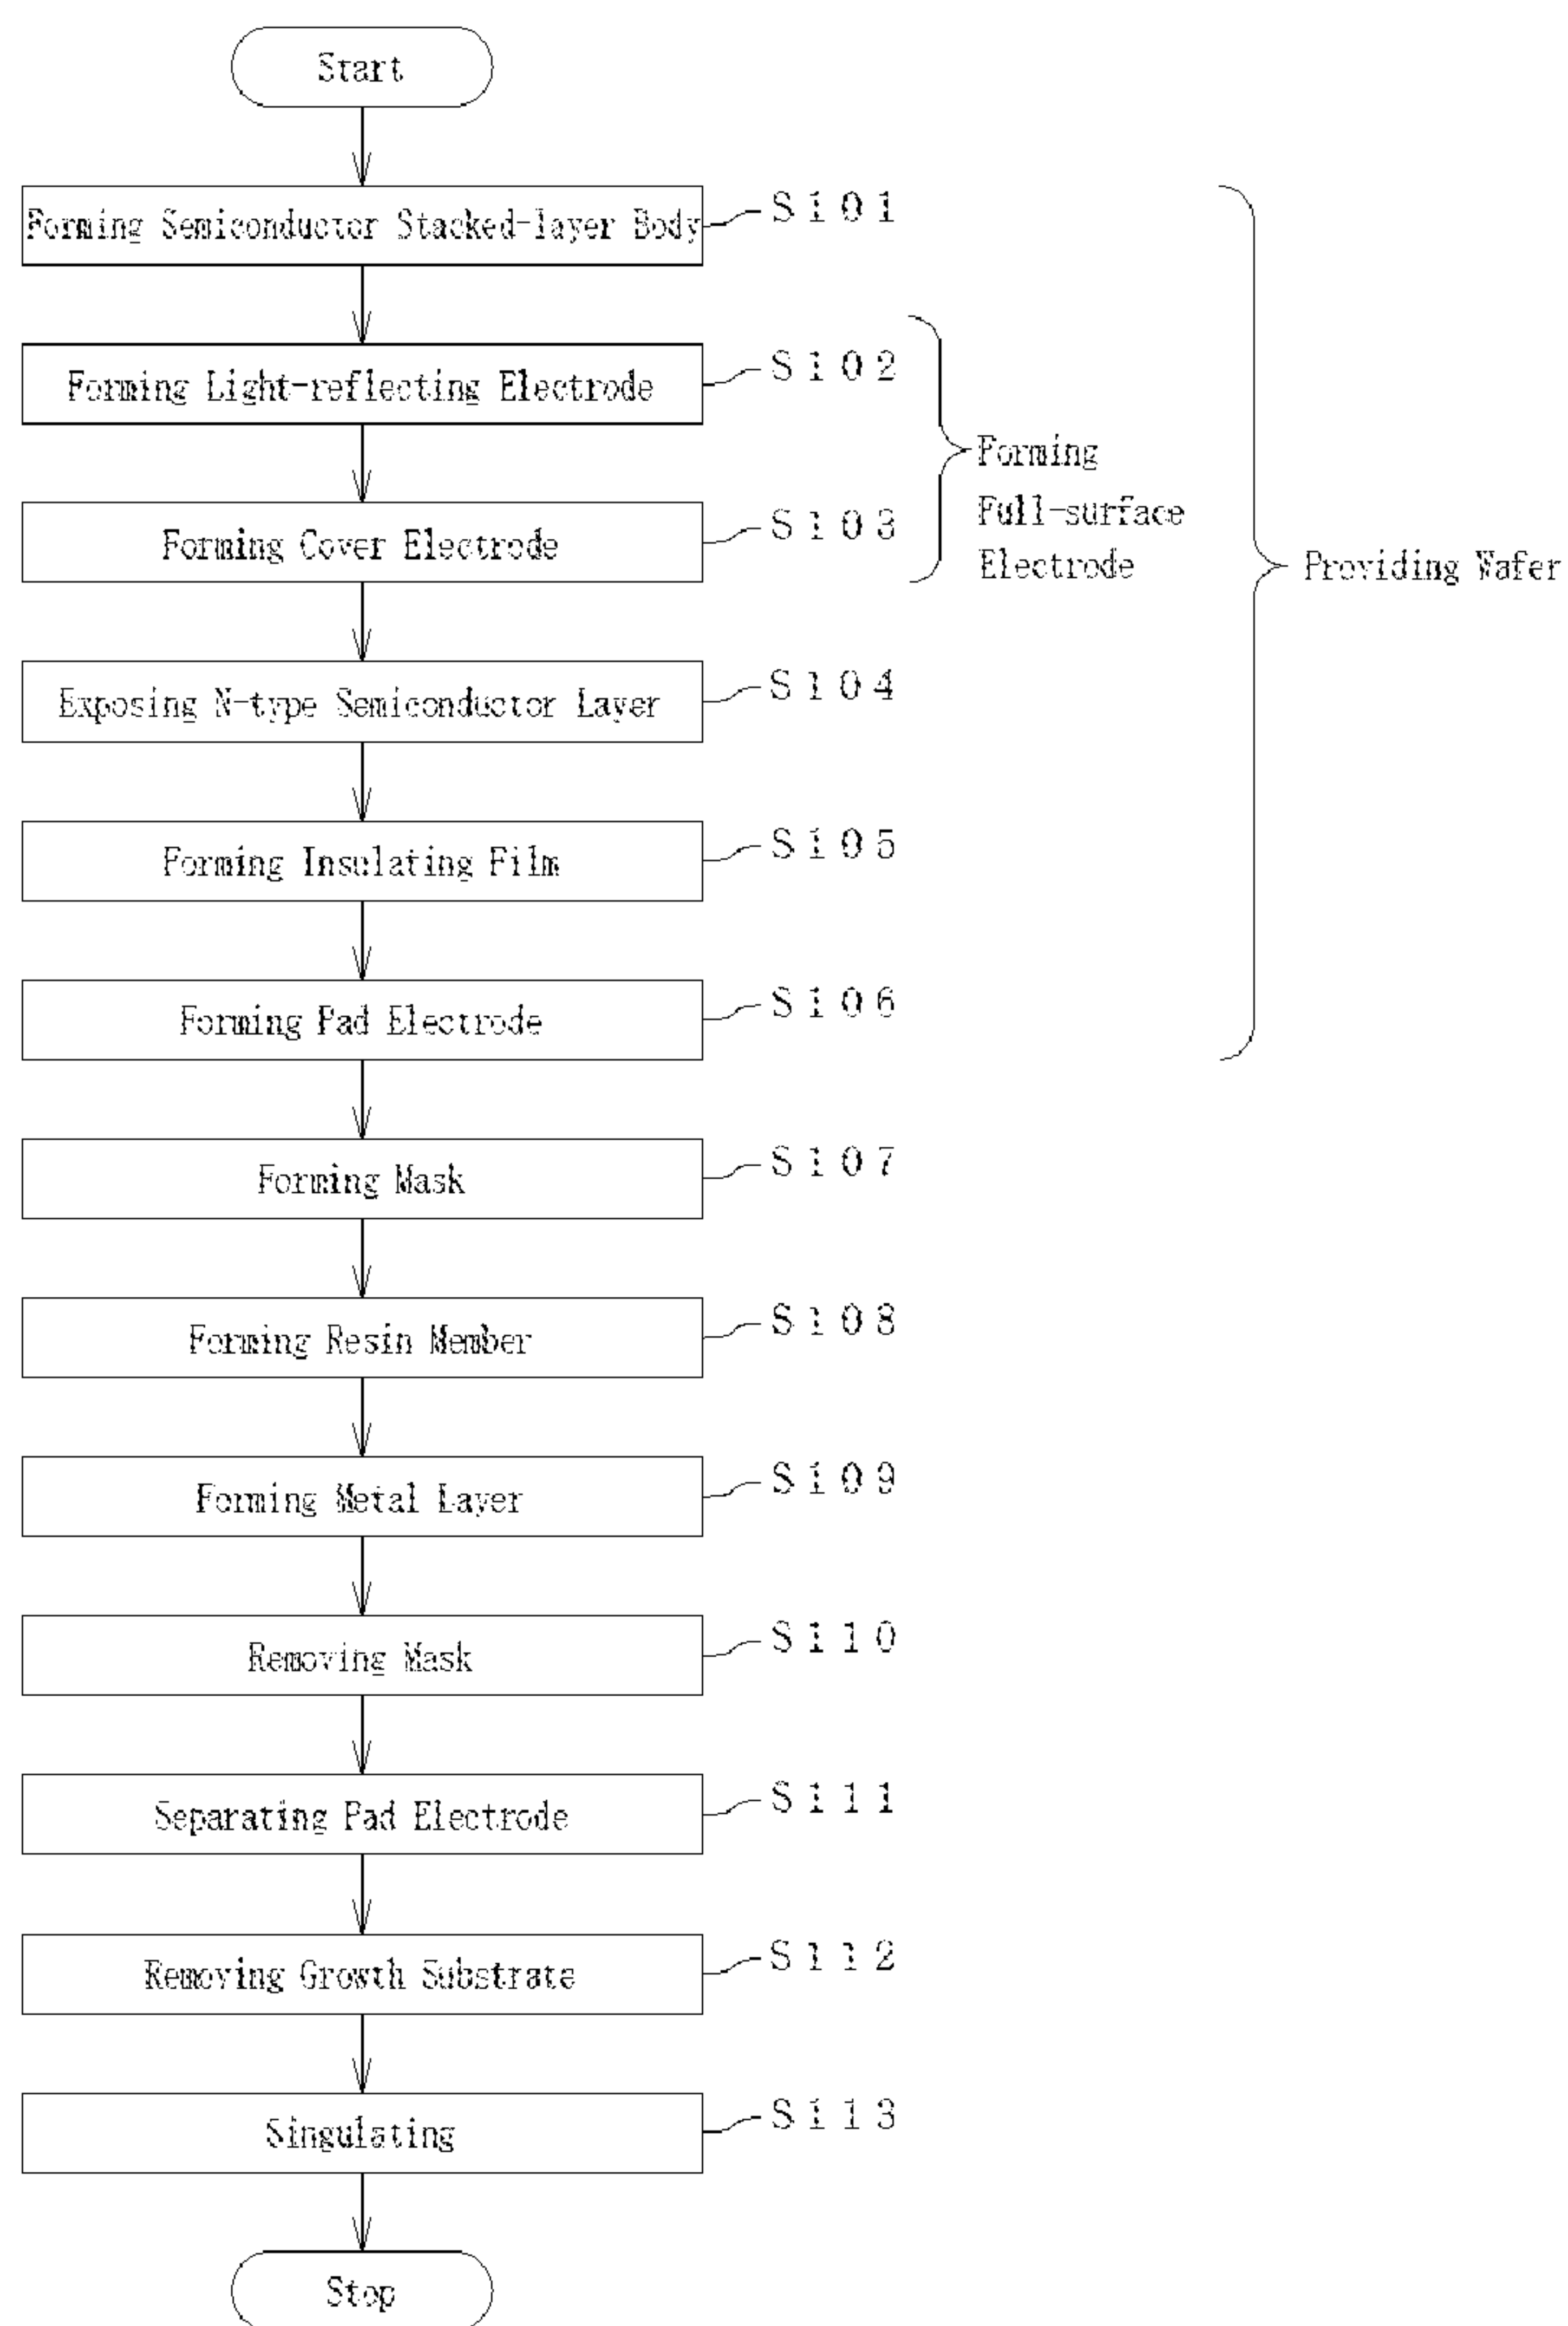 Start
Forming Semiconductor Stacked-layer Body
S101
Forming Light-reflecting Electrode
S102
Forming Cover Electrode
S103
Forming
Full-surface
Electrode
Providing Wafer
Exposing N-type Semiconductor Layer
S104
Forming Insulating Film
S105
Forming Pad Electrode
S106
Forming Mask
S107
Forming Resin Member
S108
Forming Metal Layer
S109
Removing Mask
S110
Separating Pad Electrode
S111
Removing Growth Substrate
S112
Singulating
S113
Stop